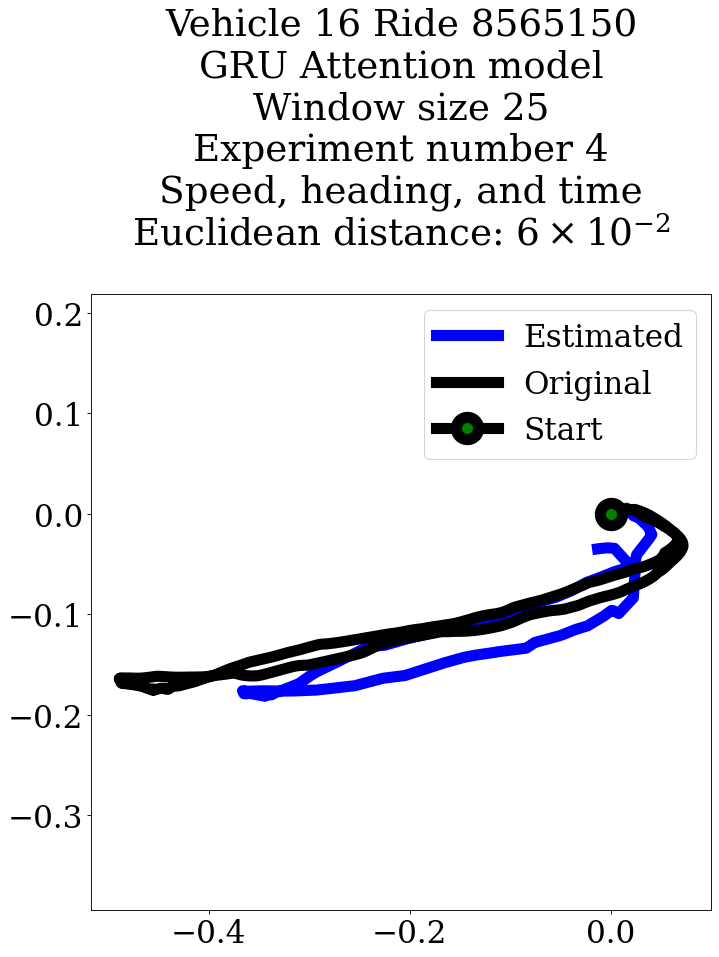 Vehicle 16 Ride 8565150
GRU Attention model
Window size 25
Experiment number 4
Speed, heading, and time
Euclidean distance: 6 × 10⁻²
Estimated
Original
Start
0.2
0.1
0.0
−0.1
−0.2
−0.3
−0.4
−0.2
0.0